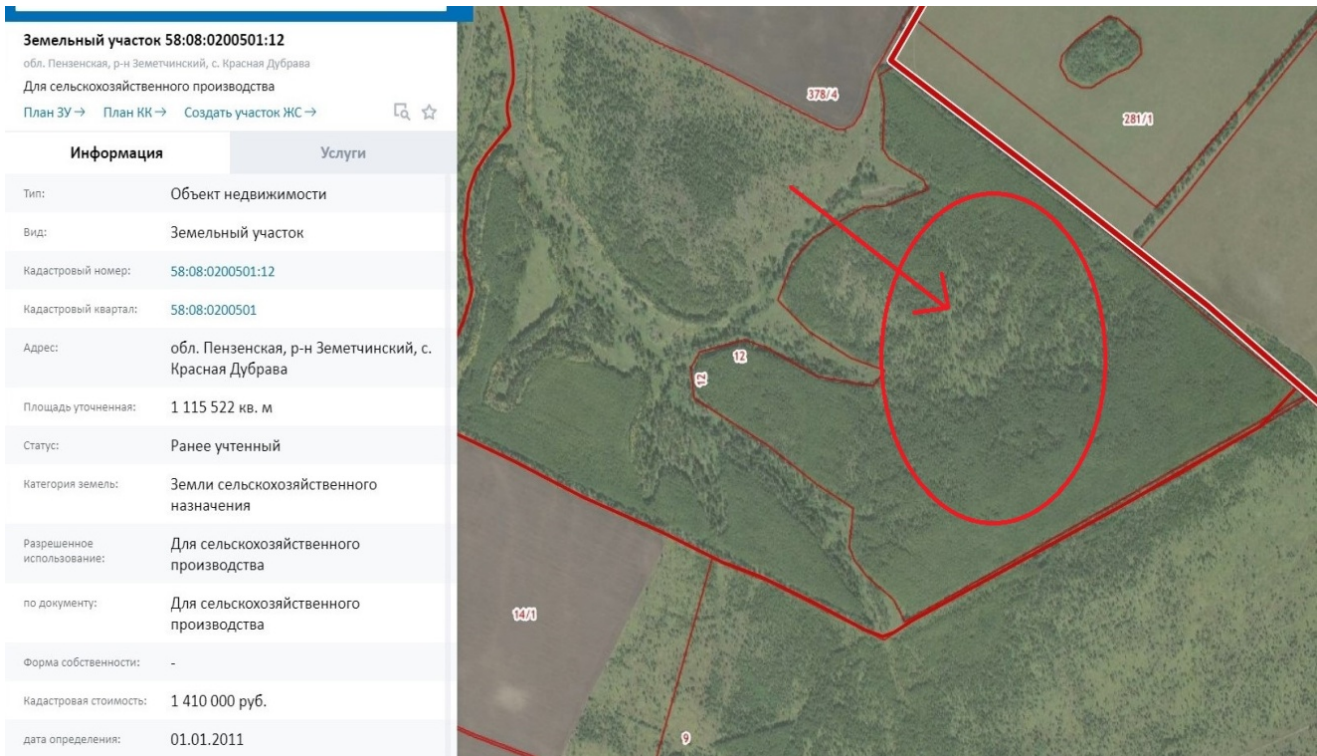 Земельный участок 58:08:0200501:12
обл. Пензенская, р-н Земетчинский, с. Красная Дубрава
Для сельскохозяйственного производства
План ЗУ → План КК → Создать участок ЖС →
Информация Услуги
Тип: Объект недвижимости
Вид: Земельный участок
Кадастровый номер: 58:08:0200501:12
Кадастровый квартал: 58:08:0200501
Адрес: обл. Пензенская, р-н Земетчинский, с.
Красная Дубрава
Площадь уточненная: 1 115 522 кв. м
Статус: Ранее учтенный
Категория земель: Земли сельскохозяйственного
назначения
Разрешенное
использование:
Для сельскохозяйственного
производства
по документу: Для сельскохозяйственного
производства
Форма собственности: -
Кадастровая стоимость: 1 410 000 руб.
дата определения: 01.01.2011
378/4
281/1
12
12
14/1
9